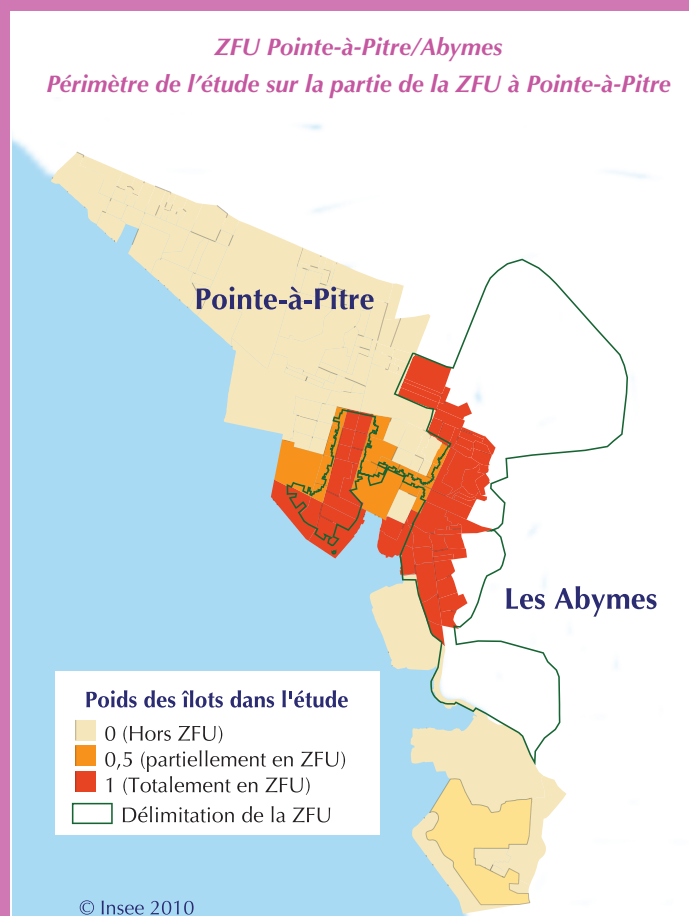 ZFU Pointe-à-Pitre/Abymes
Périmètre de l'étude sur la partie de la ZFU à Pointe-à-Pitre
Pointe-à-Pitre
Les Abymes
Poids des îlots dans l'étude
0 (Hors ZFU)
0,5 (partiellement en ZFU)
1 (Totalement en ZFU)
Délimitation de la ZFU
© Insee 2010